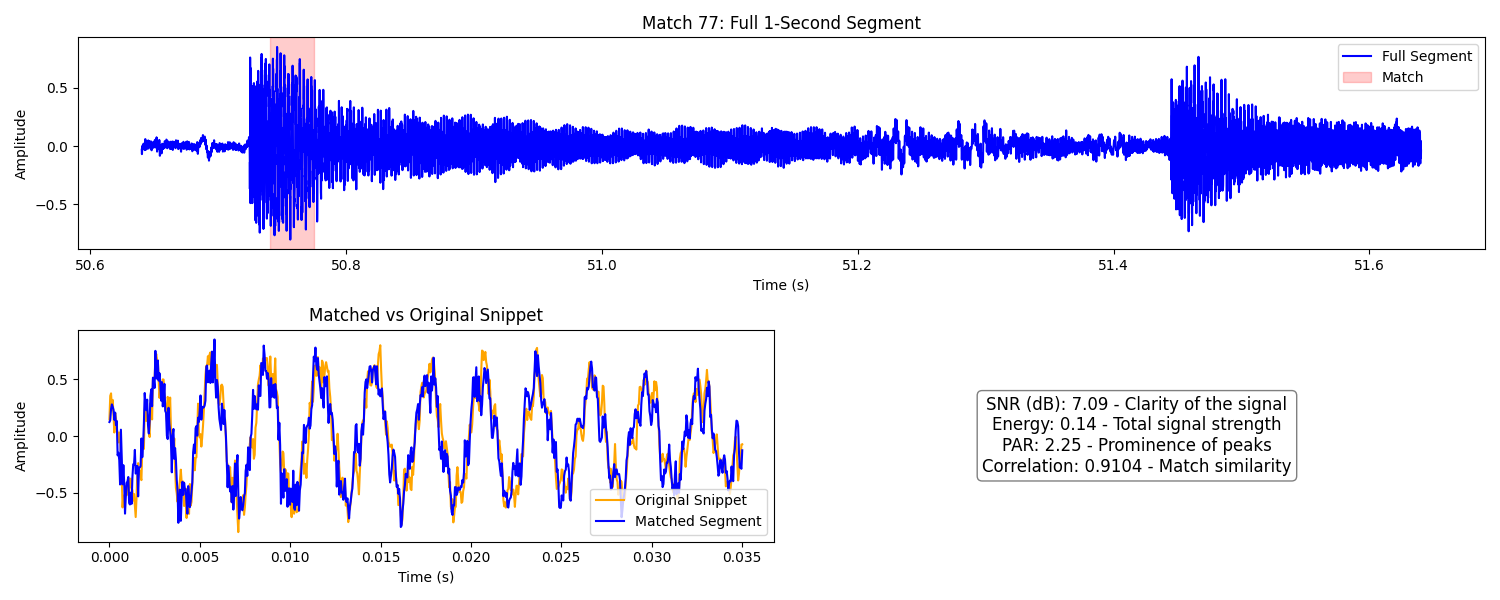 Match 77: Full 1-Second Segment
Amplitude
0.5
0.0
−0.5
Full Segment
Match
50.6 50.8 51.0 51.2 51.4 51.6
Time (s)
Matched vs Original Snippet
Amplitude
0.5
0.0
−0.5
Original Snippet
Matched Segment
0.000 0.005 0.010 0.015 0.020 0.025 0.030 0.035
Time (s)
SNR (dB): 7.09 - Clarity of the signal
Energy: 0.14 - Total signal strength
PAR: 2.25 - Prominence of peaks
Correlation: 0.9104 - Match similarity